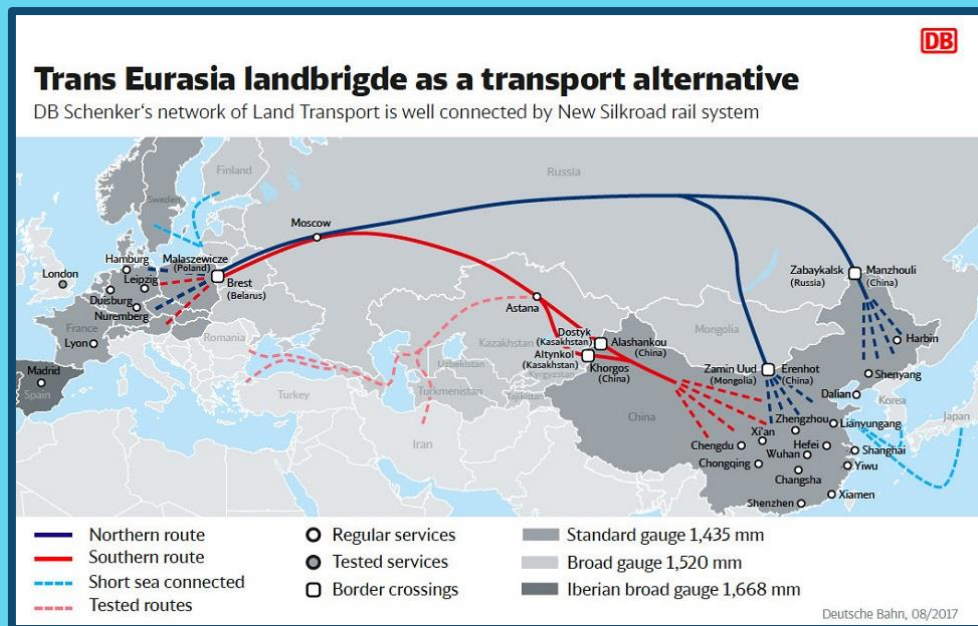 DB
Trans Eurasia landbrigde as a transport alternative
DB Schenker‘s network of Land Transport is well connected by New Silkroad rail system
Finland
Russia
Sweden
Moscow
Hamburg
Malaszewicze
(Poland)
London
Leipzig
Brest
(Belarus)
Duisburg
Nuremberg
France
Lyon
Romania
Madrid
Spain
Turkey
Astana
Kazakhstan
Uzbekistan
Kyrgyzstan
Turkmenistan
Tajikistan
Iran
Dostyk
(Kasakhstan)
Alashankou
(China)
Altynkol
(Kasakhstan)
Khorgos
(China)
Mongolia
Zabaykalsk
(Russia)
Manzhouli
(China)
Harbin
Zamin Uud
(Mongolia)
Erenhot
(China)
Shenyang
Dalian
Korea
Japan
China
Zhengzhou
Lianyungang
Xi'an
Chengdu
Hefei
Shanghai
Wuhan
Chongqing
Yiwu
Changsha
Xiamen
Shenzhen
Northern route
Southern route
Short sea connected
Tested routes
Regular services
Tested services
Border crossings
Standard gauge 1,435 mm
Broad gauge 1,520 mm
Iberian broad gauge 1,668 mm
Deutsche Bahn, 08/2017